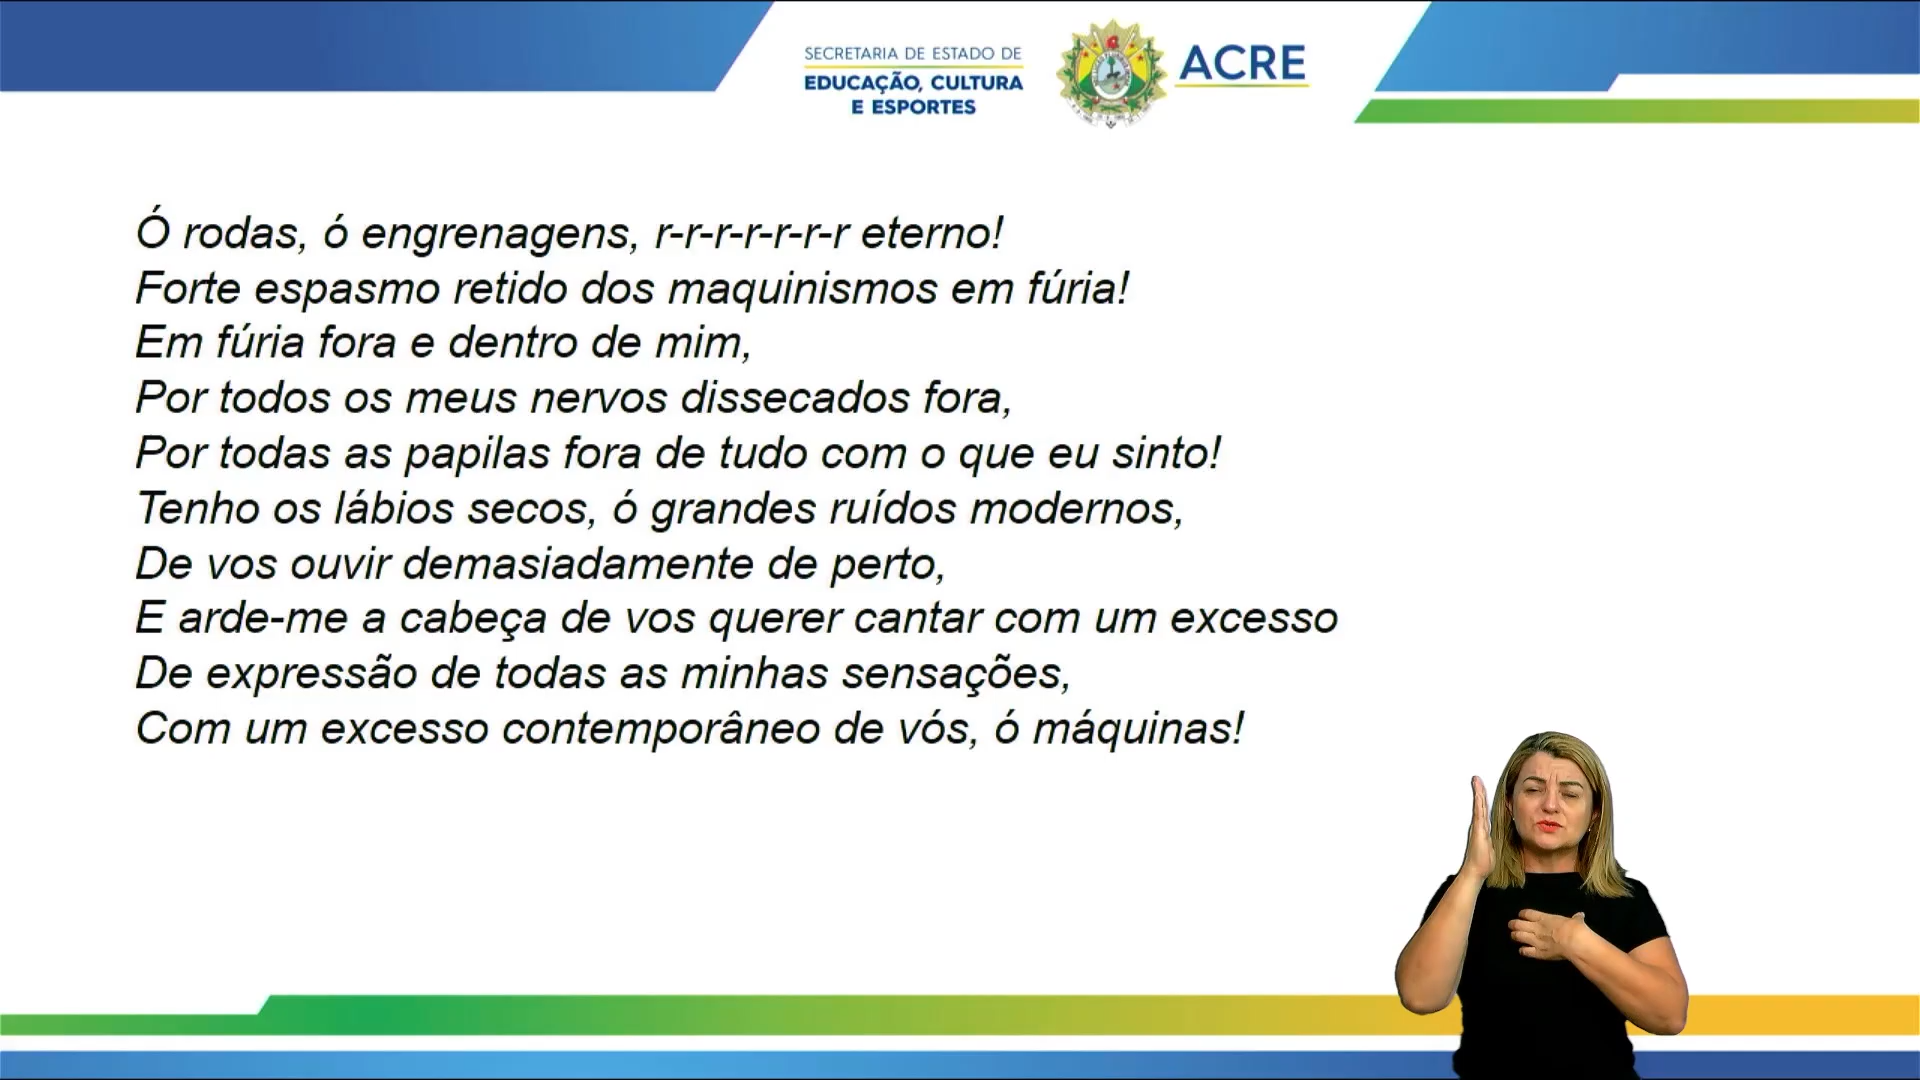 SECRETARIA DE ESTADO DE
EDUCAÇÃO, CULTURA
E ESPORTES
ACRE
Ó rodas, ó engrenagens, r-r-r-r-r-r-r eterno!
Forte espasmo retido dos maquinismos em fúria!
Em fúria fora e dentro de mim,
Por todos os meus nervos dissecados fora,
Por todas as papilas fora de tudo com o que eu sinto!
Tenho os lábios secos, ó grandes ruídos modernos,
De vos ouvir demasiadamente de perto,
E arde-me a cabeça de vos querer cantar com um excesso
De expressão de todas as minhas sensações,
Com um excesso contemporâneo de vós, ó máquinas!